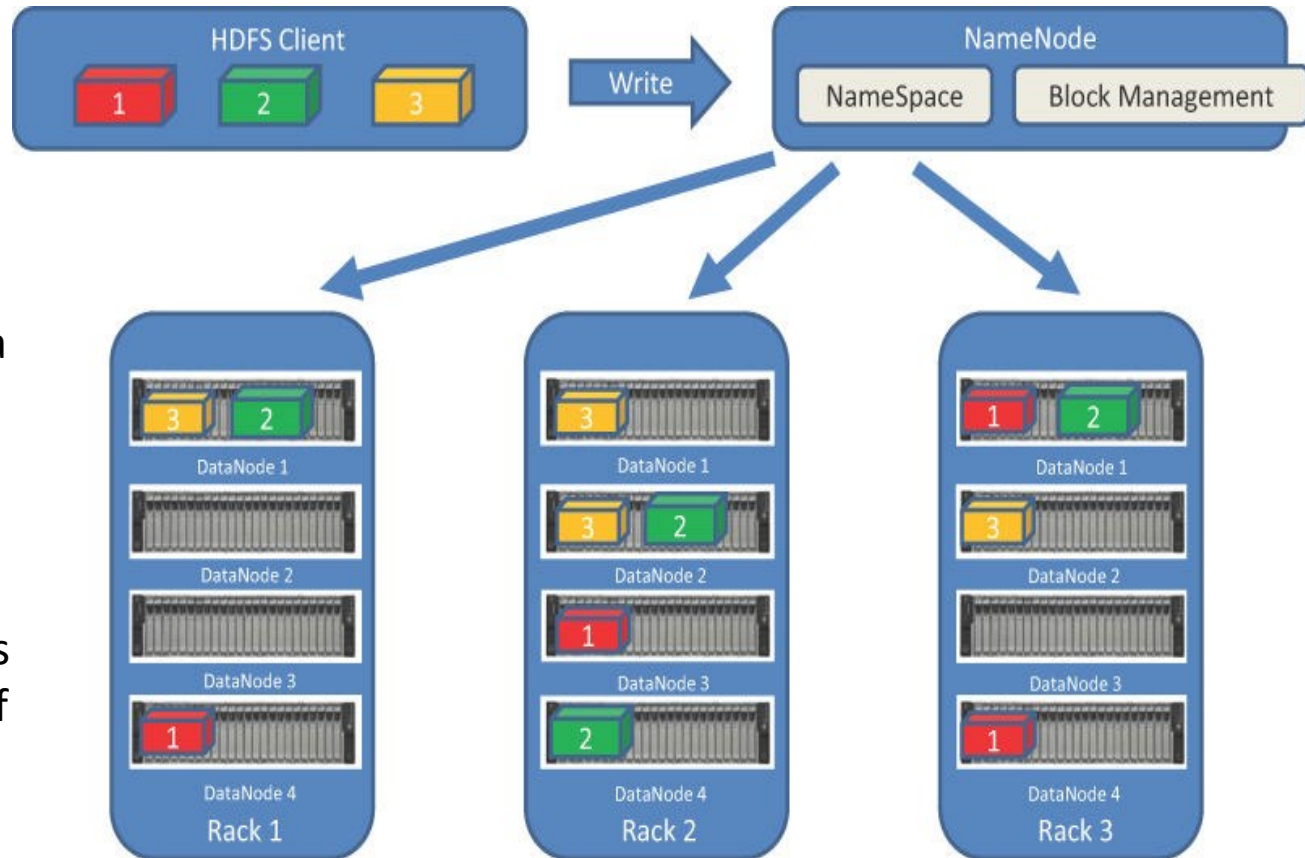 HDFS Client
1 2 3
Write
NameNode
NameSpace
Block Management
a
s
f
3 2
DataNode 1
DataNode 2
DataNode 3
1
DataNode 4
Rack 1
3
DataNode 1
3 2
DataNode 2
1
DataNode 3
2
DataNode 4
Rack 2
1 2
DataNode 1
3
DataNode 2
DataNode 3
1
DataNode 4
Rack 3